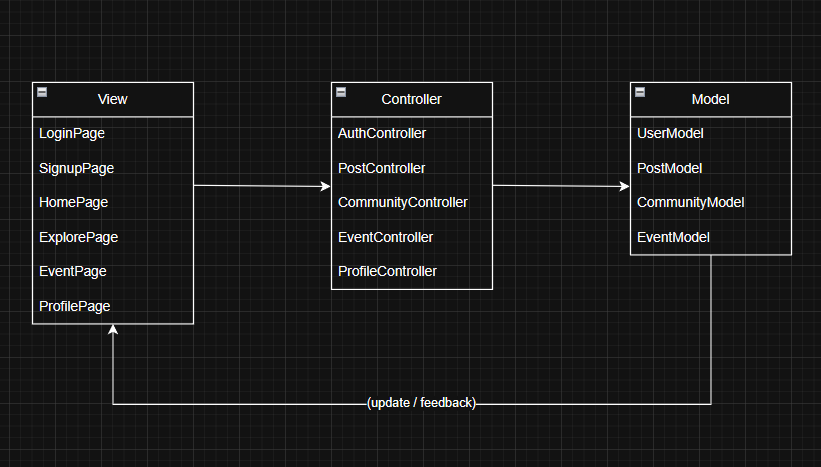 View
LoginPage
SignupPage
HomePage
ExplorePage
EventPage
ProfilePage
Controller
AuthController
PostController
CommunityController
EventController
ProfileController
Model
UserModel
PostModel
CommunityModel
EventModel
(update / feedback)